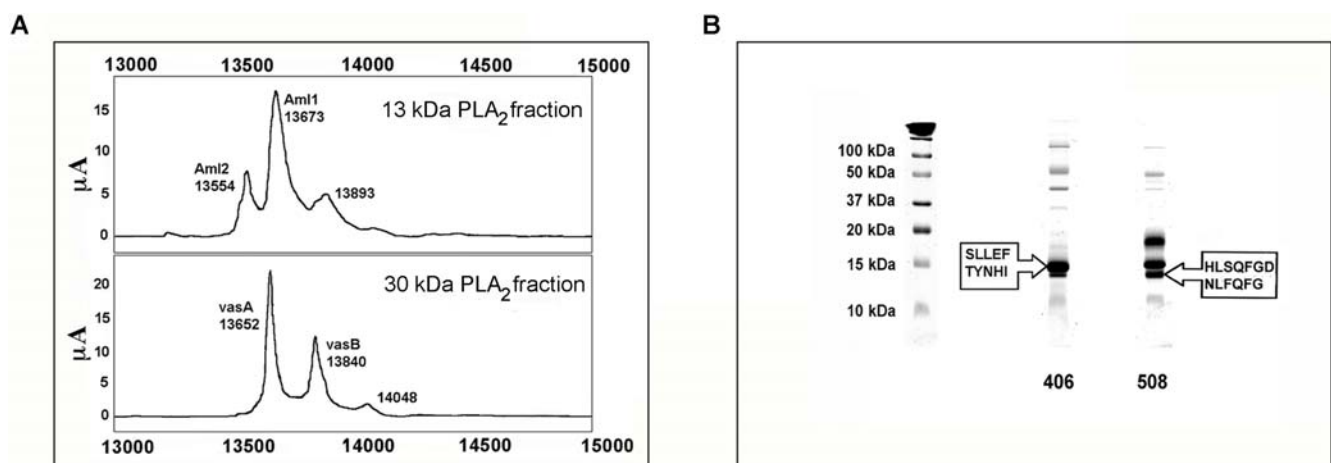 A
13000 13500 14000 14500 15000
15
10
5
0
µA
Aml1
13673
Aml2
13554
13893
13 kDa PLA2 fraction
20
15
10
5
0
µA
vasA
13652
vasB
13840
14048
30 kDa PLA2 fraction
13000 13500 14000 14500 15000
B
100 kDa
50 kDa
37 kDa
20 kDa
15 kDa
10 kDa
SLLEF
TYNHI
HLSQFGD
NLFQFG
406 508